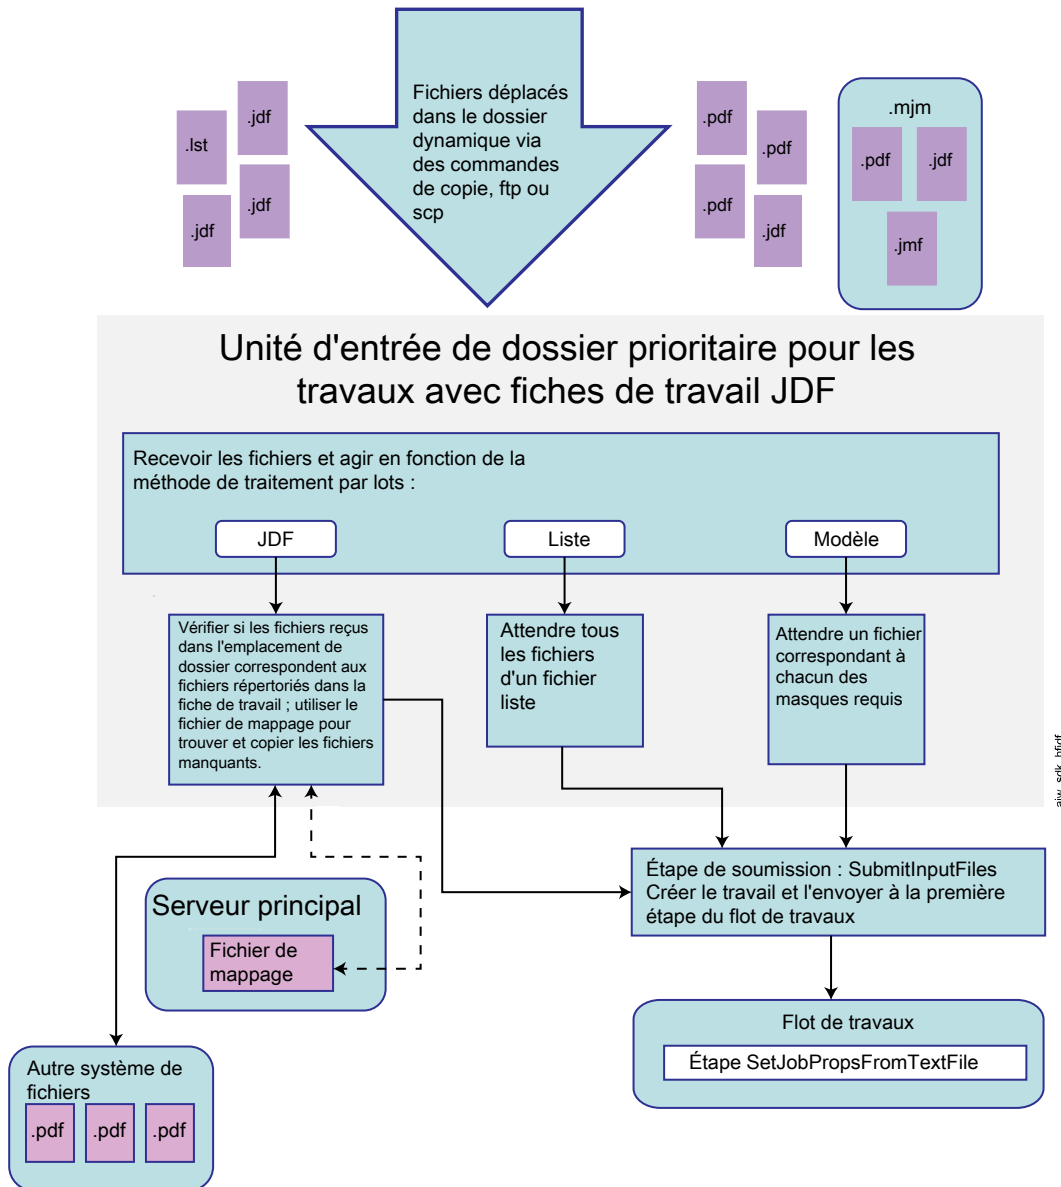 Fichiers déplacés
dans le dossier
dynamique via
des commandes
de copie, ftp ou
scp
.lst
.jdf
.jdf
.jdf
.pdf
.pdf
.pdf
.jdf
.mjm
.pdf
.jdf
.jmf
Unité d'entrée de dossier prioritaire pour les
travaux avec fiches de travail JDF
Recevoir les fichiers et agir en fonction de la
méthode de traitement par lots :
JDF
Liste
Modèle
Vérifier si les fichiers reçus
dans l'emplacement de
dossier correspondent aux
fichiers répertoriés dans la
fiche de travail ; utiliser le
fichier de mappage pour
trouver et copier les fichiers
manquants.
Attendre tous
les fichiers
d'un fichier
liste
Attendre un fichier
correspondant à
chacun des
masques requis
aiw_sdk_hfjdf
Étape de soumission : SubmitInputFiles
Créer le travail et l'envoyer à la première
étape du flot de travaux
Serveur principal
Fichier de
mappage
Flot de travaux
Étape SetJobPropsFromTextFile
Autre système de
fichiers
.pdf
.pdf
.pdf